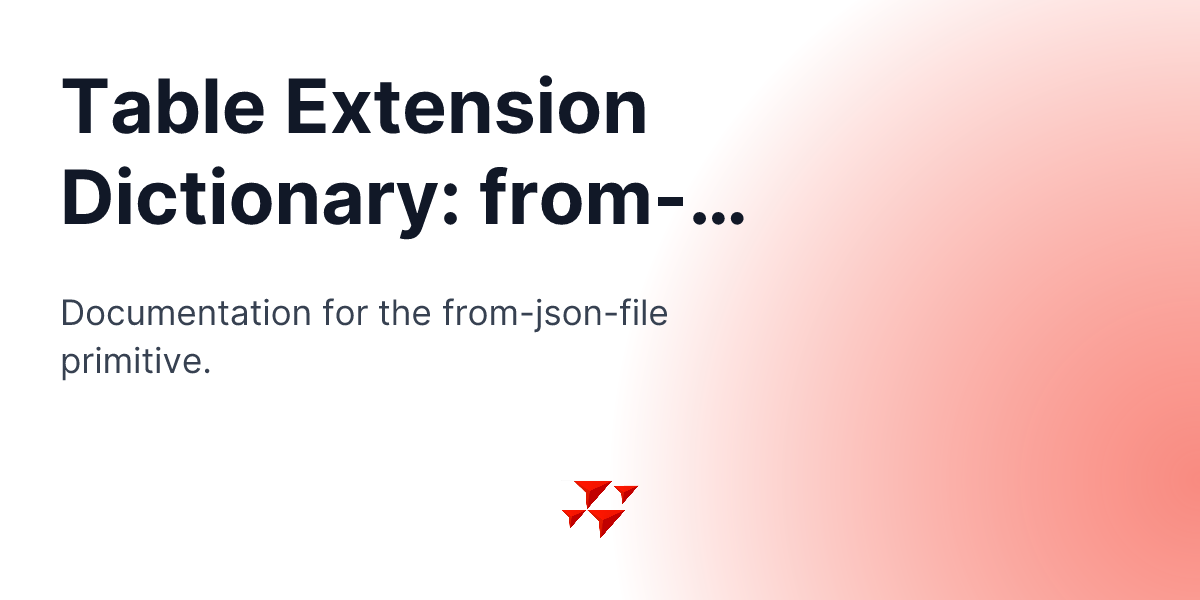 Table Extension
Dictionary: from-...
Documentation for the from-json-file
primitive.